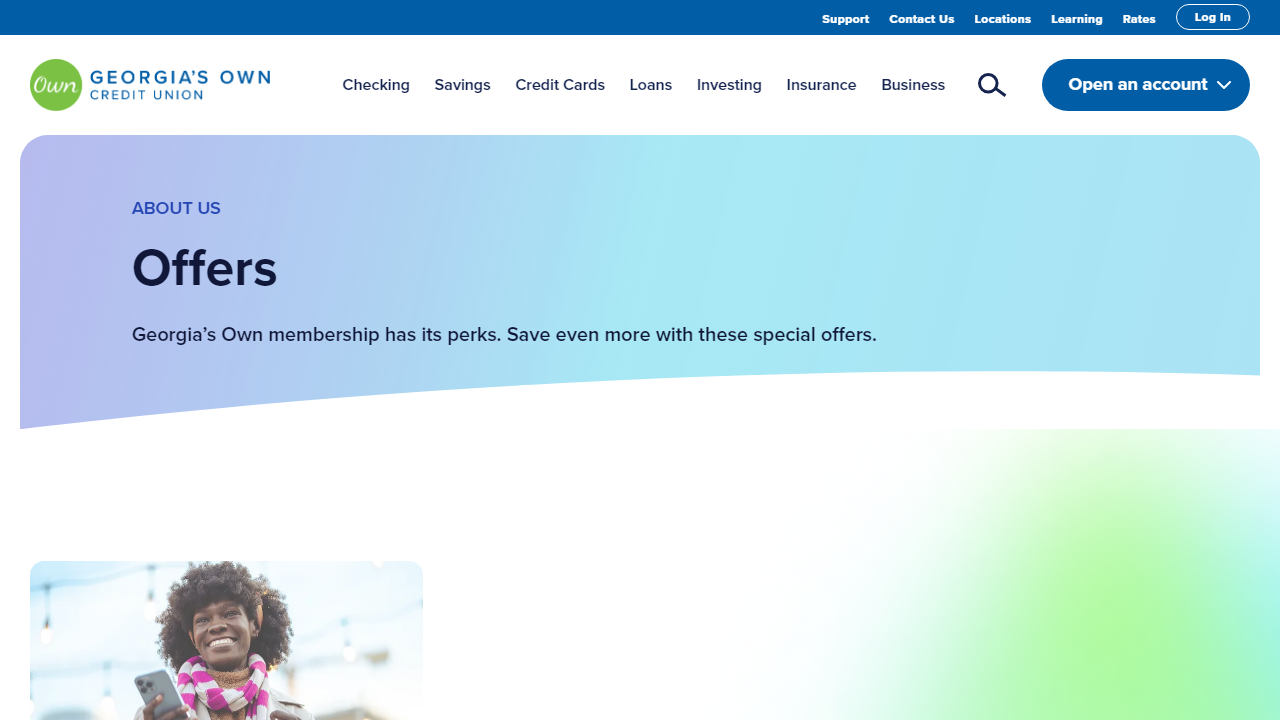 Support Contact Us Locations Learning Rates Log In
Own GEORGIA'S OWN
CREDIT UNION
Checking Savings Credit Cards Loans Investing Insurance Business Open an account
ABOUT US
Offers
Georgia’s Own membership has its perks. Save even more with these special offers.